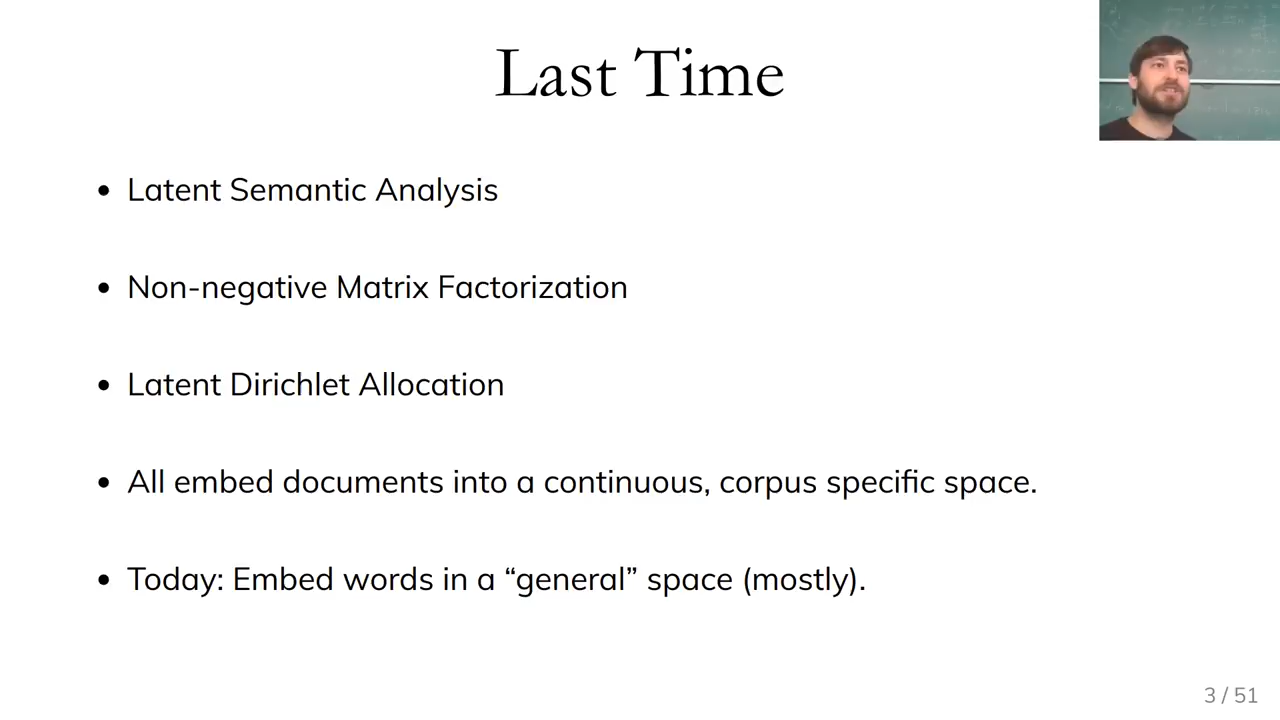 Last Time
• Latent Semantic Analysis
• Non-negative Matrix Factorization
• Latent Dirichlet Allocation
• All embed documents into a continuous, corpus specific space.
• Today: Embed words in a “general” space (mostly).
3 / 51